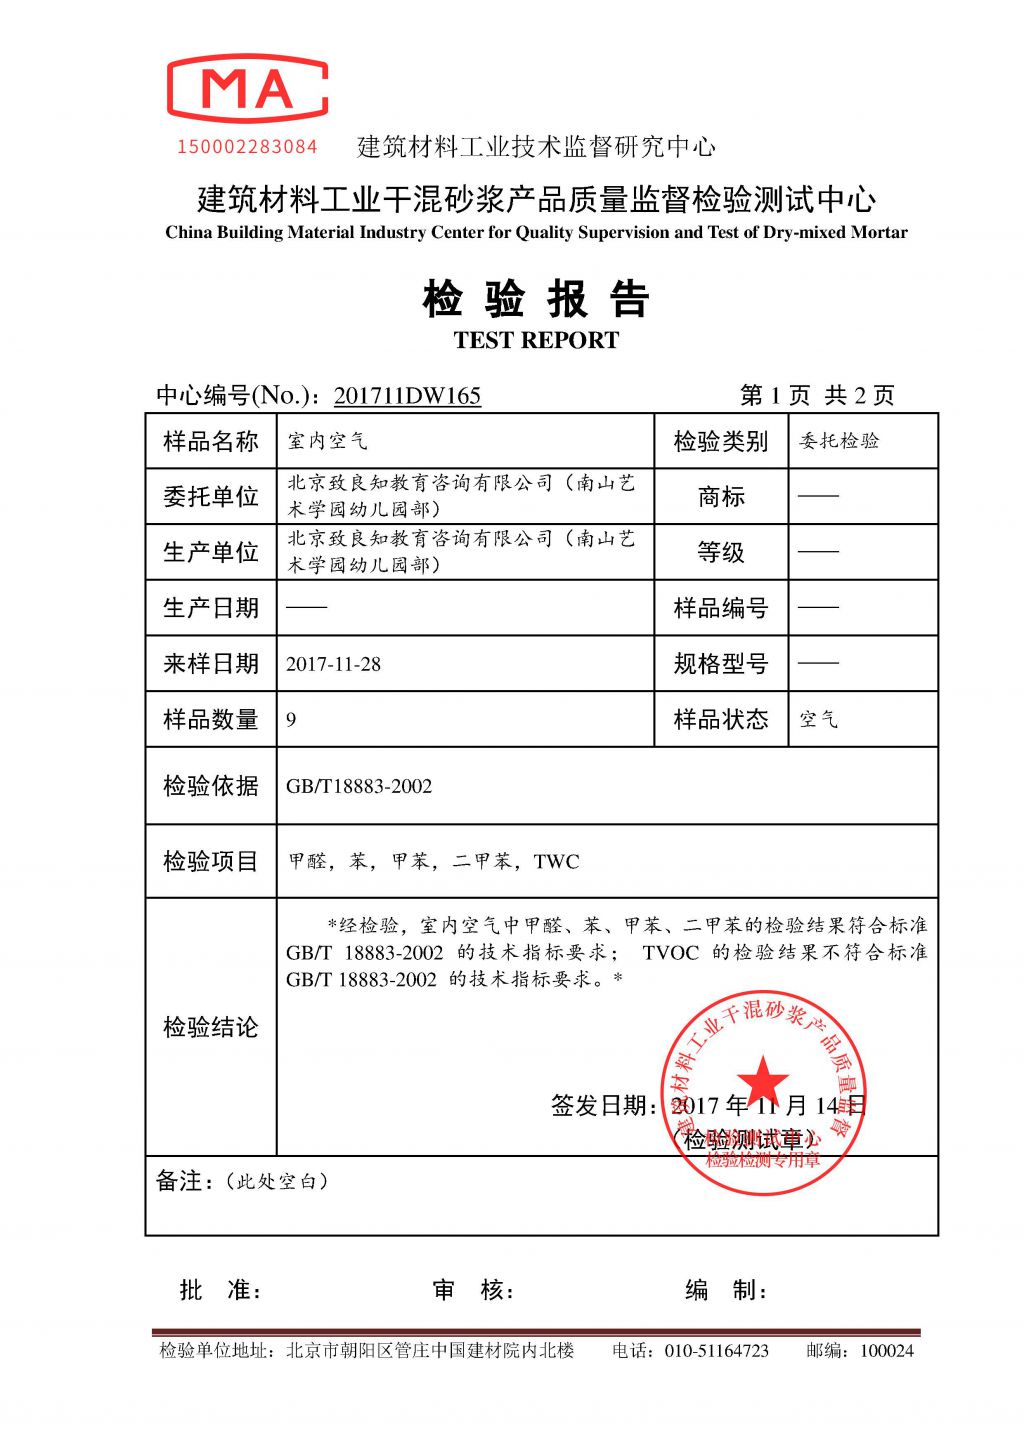 MA
150002283084
建筑材料工业技术监督研究中心
建筑材料工业干混砂浆产品质量监督检验测试中心
China Building Material Industry Center for Quality Supervision and Test of Dry-mixed Mortar
检 验 报 告
TEST REPORT
中心编号(No.)：201711DW165 第 1 页 共 2 页
样品名称 室内空气 检验类别 委托检验
委托单位 北京致良知教育咨询有限公司（南山艺
术学园幼儿园部） 商标 ——
生产单位 北京致良知教育咨询有限公司（南山艺
术学园幼儿园部） 等级 ——
生产日期 —— 样品编号 ——
来样日期 2017-11-28 规格型号 ——
样品数量 9 样品状态 空气
检验依据 GB/T18883-2002
检验项目 甲醛，苯，甲苯，二甲苯，TWC
检验结论
*经检验，室内空气中甲醛、苯、甲苯、二甲苯的检验结果符合标准
GB/T 18883-2002 的技术指标要求； TVOC 的检验结果不符合标准
GB/T 18883-2002 的技术指标要求。*
签发日期：2017 年 11 月 14 日
（检验测试章）
建筑材料工业干混砂浆产品质量监督
检验测试中心
检验检测专用章
备注：（此处空白）
批 准： 审 核： 编 制：
检验单位地址：北京市朝阳区管庄中国建材院内北楼 电话：010-51164723 邮编：100024